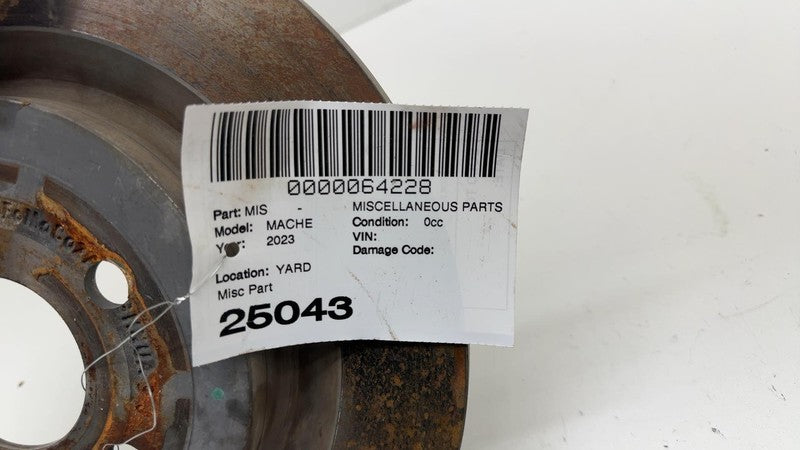 0000064228
Part: MIS - MISCELLANEOUS PARTS
Model: MACHE Condition: 0cc
Year: 2023 VIN:
Damage Code:
Location: YARD
Misc Part
25043